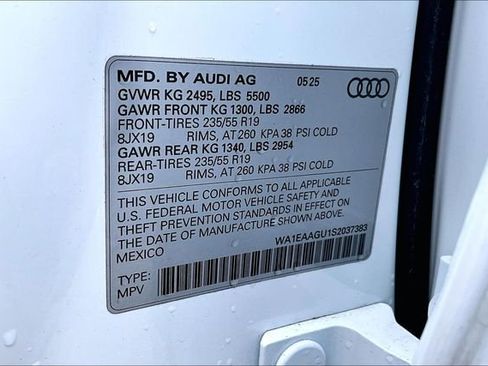 MFD. BY AUDI AG 05 25
GVWR KG 2495, LBS 5500
GAWR FRONT KG 1300, LBS 2866
FRONT-TIRES 235/55 R19
8JX19 RIMS, AT 260 KPA 38 PSI COLD
GAWR REAR KG 1340, LBS 2954
REAR-TIRES 235/55 R19
8JX19 RIMS, AT 260 KPA 38 PSI COLD
THIS VEHICLE CONFORMS TO ALL APPLICABLE
U.S. FEDERAL MOTOR VEHICLE SAFETY AND
THEFT PREVENTION STANDARDS IN EFFECT ON
THE DATE OF MANUFACTURE SHOWN ABOVE.
MEXICO WA1EAAGU1S2037383
TYPE:
MPV